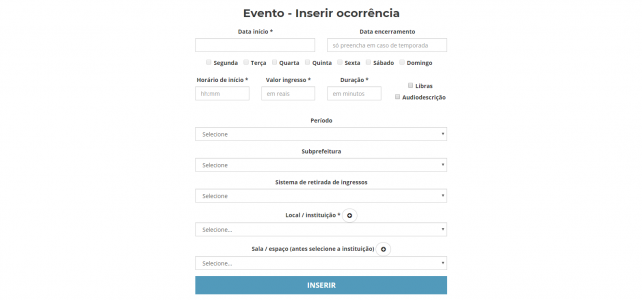 Evento - Inserir ocorrência
Data início * Data encerramento
só preencha em caso de temporada
Segunda Terça Quarta Quinta Sexta Sábado Domingo
Horário de início * Valor ingresso * Duração * Libras
hh:mm em reais em minutos Audiodescrição
Período
Selecione
Subprefeitura
Selecione
Sistema de retirada de ingressos
Selecione
Local / instituição *
Selecione...
Sala / espaço (antes selecione a instituição)
Selecione...
INSERIR